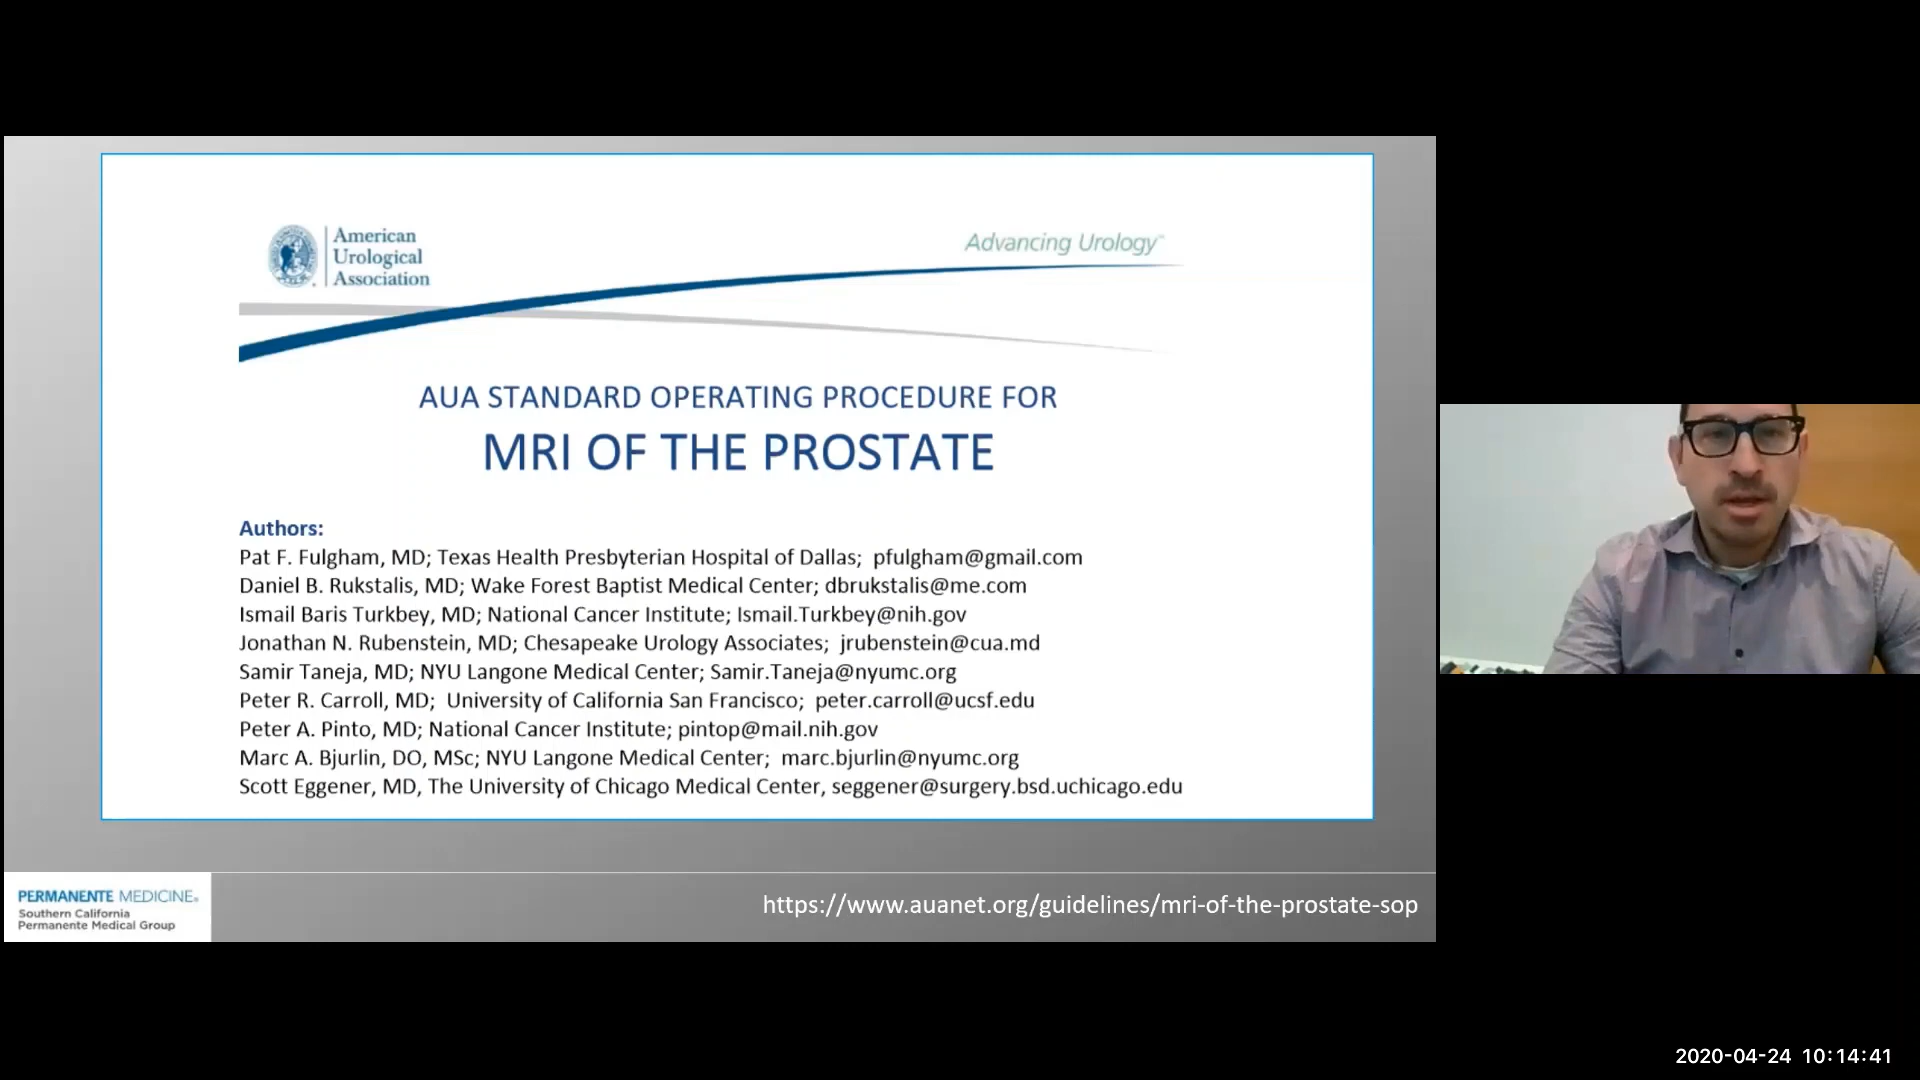 American
Urological
Association
Advancing Urology™
AUA STANDARD OPERATING PROCEDURE FOR
MRI OF THE PROSTATE
Authors:
Pat F. Fulgham, MD; Texas Health Presbyterian Hospital of Dallas; pfulgham@gmail.com
Daniel B. Rukstalis, MD; Wake Forest Baptist Medical Center; dbrukstalis@me.com
Ismail Baris Turkbey, MD; National Cancer Institute; Ismail.Turkbey@nih.gov
Jonathan N. Rubenstein, MD; Chesapeake Urology Associates; jrubenstein@cua.md
Samir Taneja, MD; NYU Langone Medical Center; Samir.Taneja@nyumc.org
Peter R. Carroll, MD; University of California San Francisco; peter.carroll@ucsf.edu
Peter A. Pinto, MD; National Cancer Institute; pintop@mail.nih.gov
Marc A. Bjurlin, DO, MSc; NYU Langone Medical Center; marc.bjurlin@nyumc.org
Scott Eggener, MD, The University of Chicago Medical Center, seggener@surgery.bsd.uchicago.edu
PERMANENTE MEDICINE®
Southern California
Permanente Medical Group
https://www.auanet.org/guidelines/mri-of-the-prostate-sop
2020-04-24 10:14:41